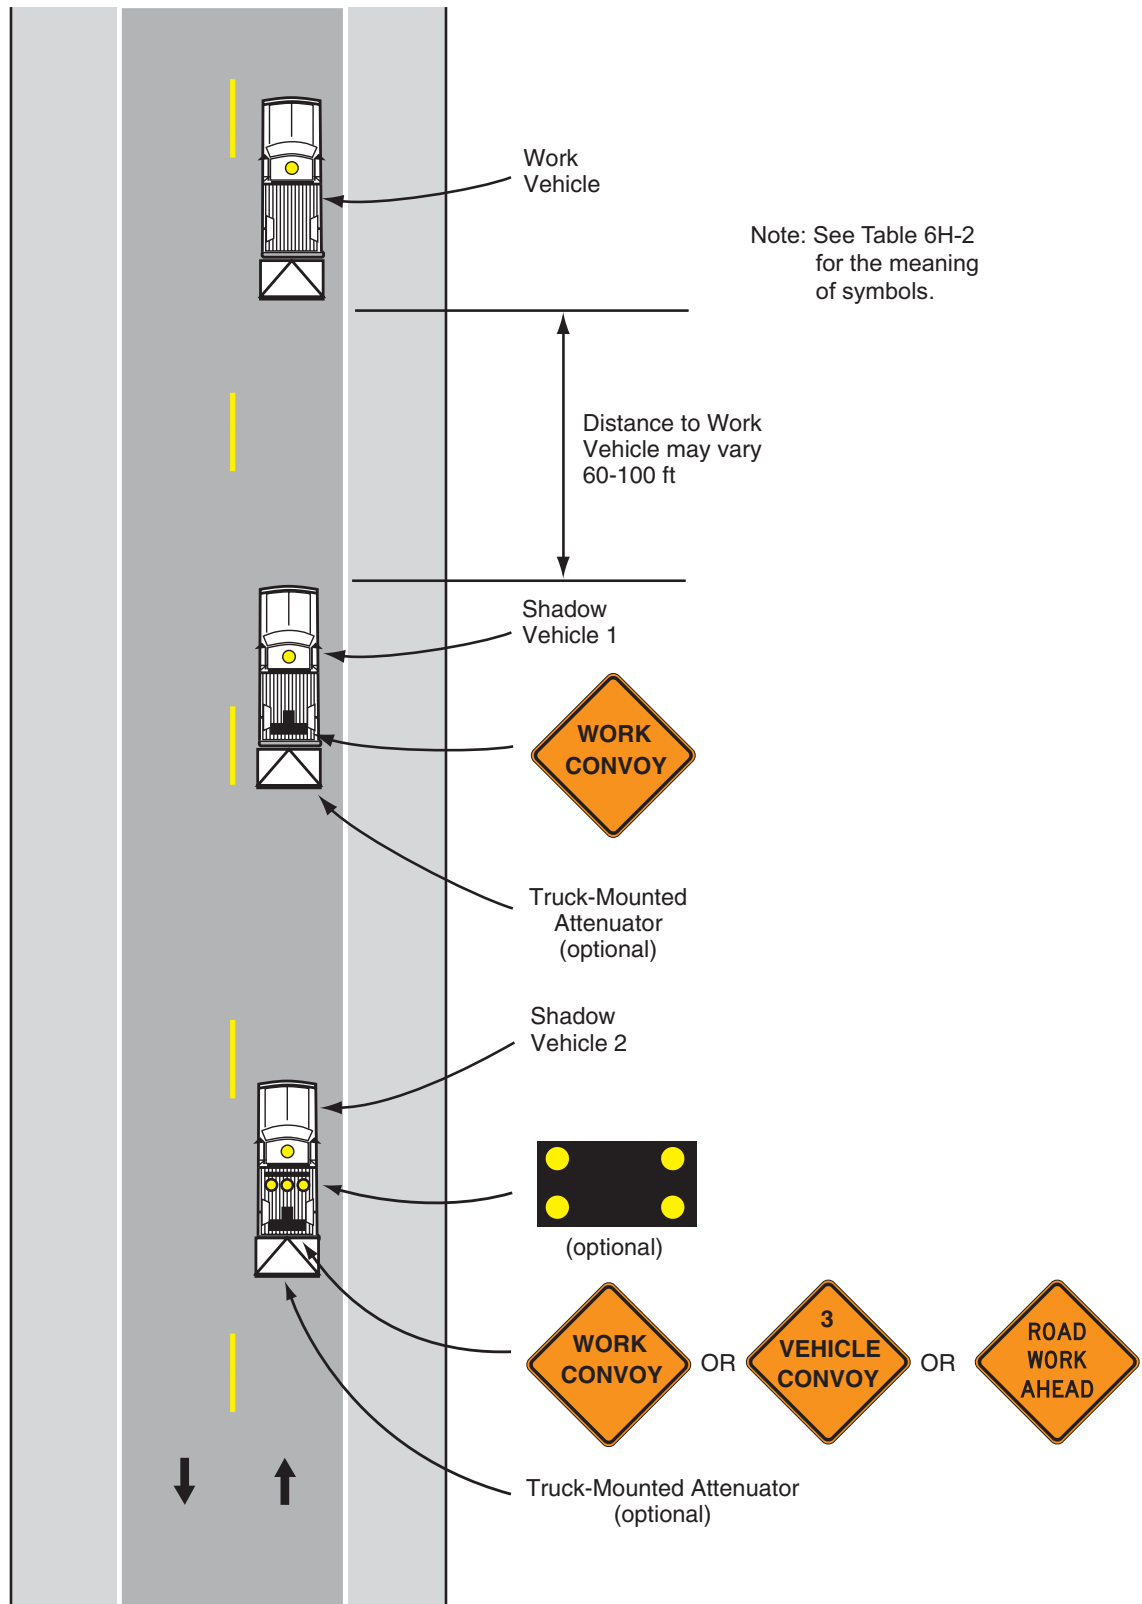 Work
Vehicle
Note: See Table 6H-2
for the meaning
of symbols.
Distance to Work
Vehicle may vary
60-100 ft
Shadow
Vehicle 1
WORK
CONVOY
Truck-Mounted
Attenuator
(optional)
Shadow
Vehicle 2
(optional)
WORK
CONVOY
OR
3
VEHICLE
CONVOY
OR
ROAD
WORK
AHEAD
Truck-Mounted Attenuator
(optional)